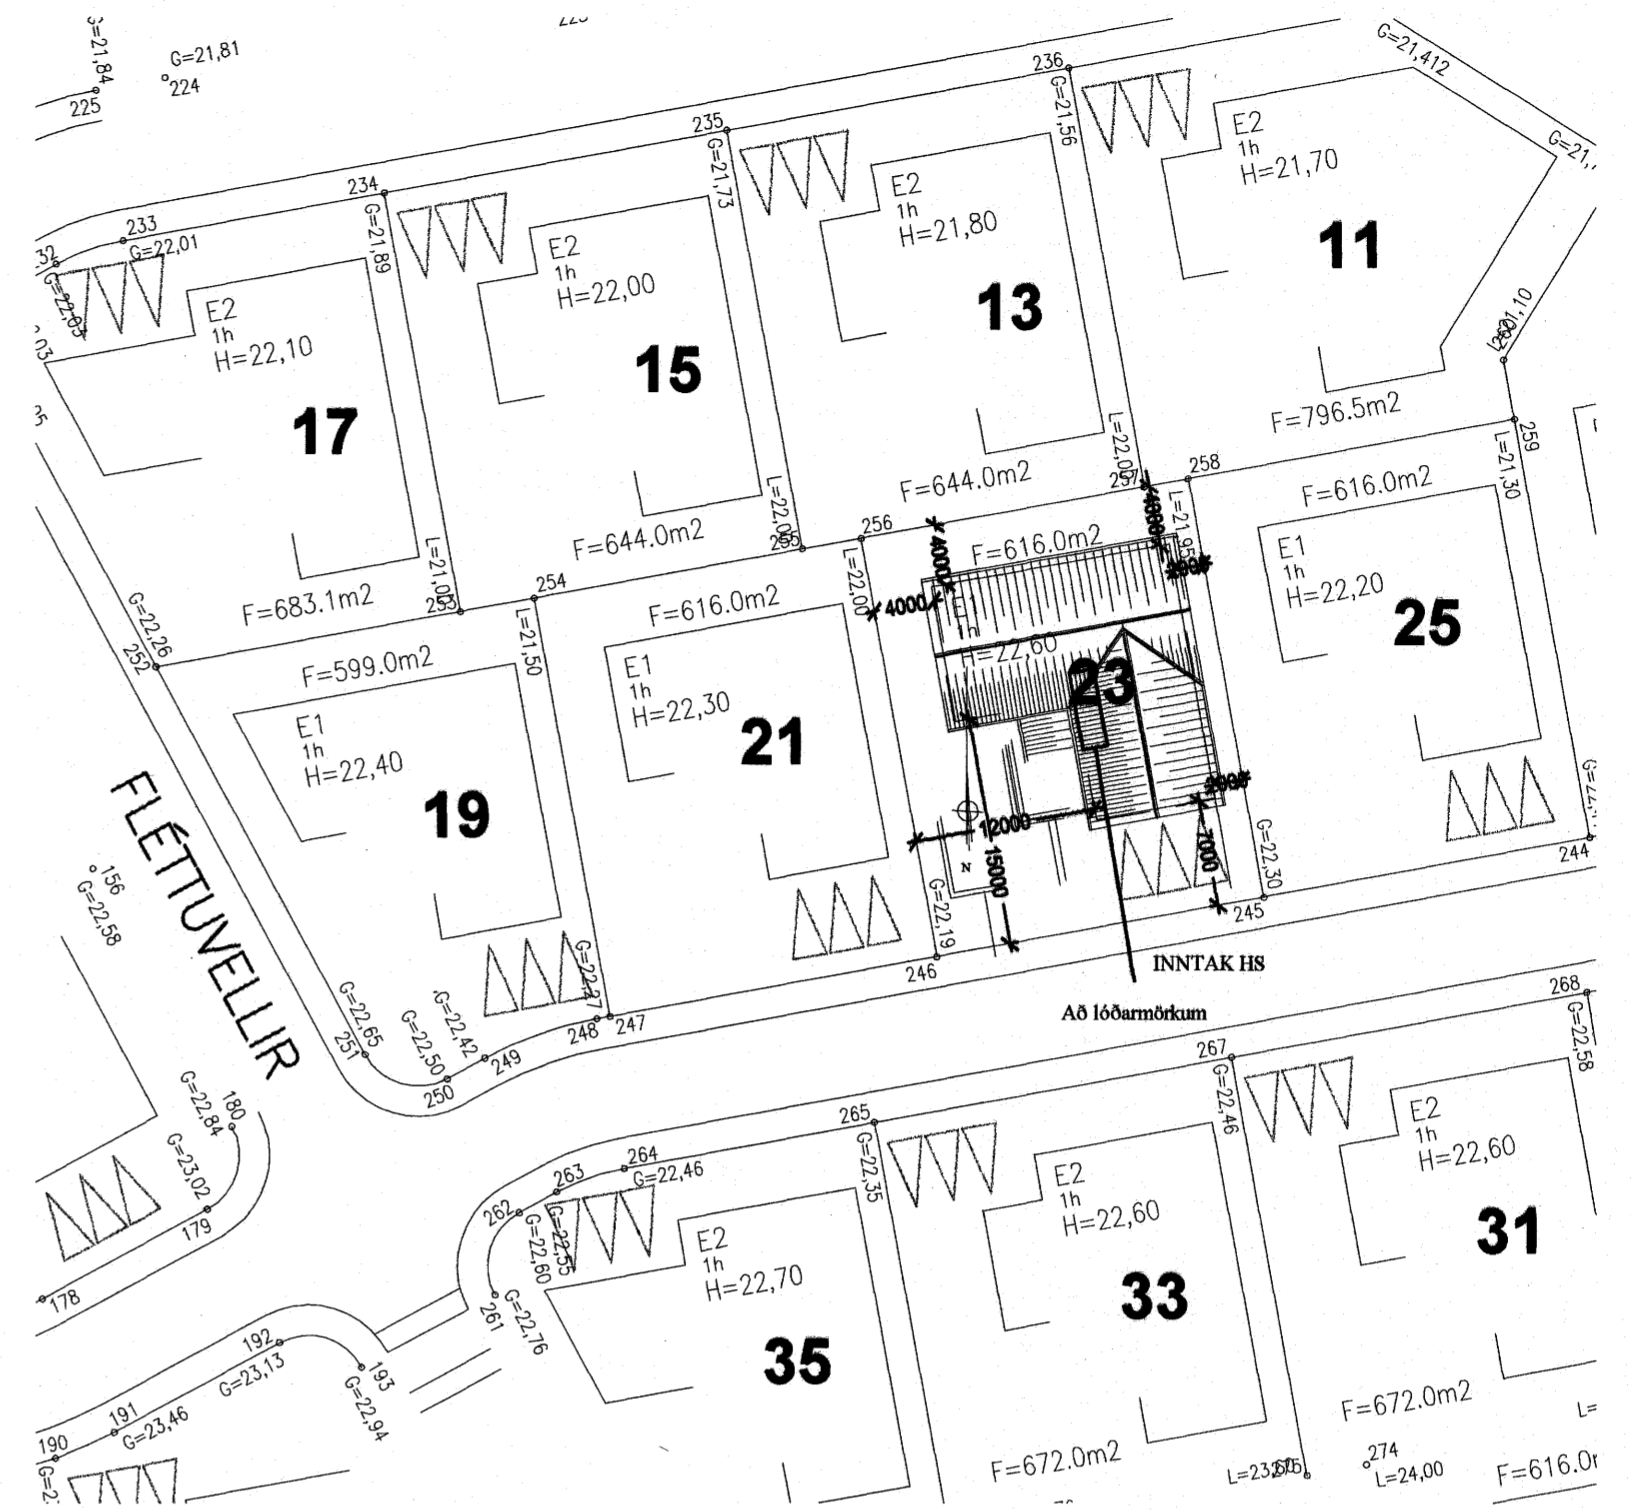 G=21,84
225
G=21,81
224
236
G=21,56
G=21,412
235
G=21,73
E2
1h
H=21,70
11
234
G=21,89
E2
1h
H=21,80
13
233
G=22,01
G=22,03
E2
1h
H=22,00
15
E2
1h
H=22,10
17
F=796.5m2
259
L=21,30
258
257
F=644.0m2
F=616.0m2
L=21,95
256
L=22,00
F=644.0m2
255
254
L=21,50
F=683.1m2
253
G=22,26
252
F=599.0m2
F=616.0m2
F=616.0m2
4000
4000
4000
2000
E1
1h
H=22,60
23
E1
1h
H=22,20
25
E1
1h
H=22,30
21
E1
1h
H=22,40
19
2000
12000
15000
7000
N
G=22,30
245
244
G=22,19
246
INNTAK HS
Að lóðarmörkum
FLÉTTUVELLIR
156
G=22,58
G=22,27
247
248
249
G=22,42
G=22,50
250
G=22,65
251
180
G=22,84
G=23,02
179
178
268
G=22,58
267
G=22,46
265
G=22,35
264
G=22,46
263
G=22,55
262
G=22,60
261
G=22,76
E2
1h
H=22,60
31
E2
1h
H=22,60
33
E2
1h
H=22,70
35
192
G=23,13
193
G=22,94
191
G=23,46
190
F=672.0m2
F=672.0m2
274
L=24,00